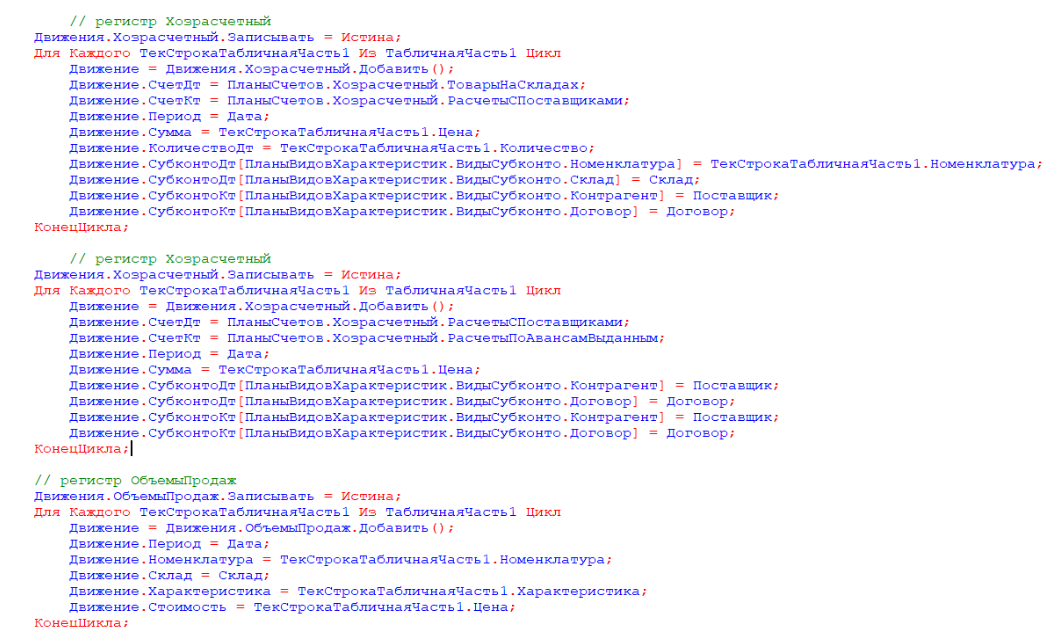 // регистр Хозрасчетный
Движения.Хозрасчетный.Записывать = Истина;
Для Каждого ТекСтрокаТабличнаяЧасть1 Из ТабличнаяЧасть1 Цикл
Движение = Движения.Хозрасчетный.Добавить();
Движение.СчетДт = ПланыСчетов.Хозрасчетный.ТоварыНаСкладах;
Движение.СчетКт = ПланыСчетов.Хозрасчетный.РасчетыСПоставщиками;
Движение.Период = Дата;
Движение.Сумма = ТекСтрокаТабличнаяЧасть1.Цена;
Движение.КоличествоДт = ТекСтрокаТабличнаяЧасть1.Количество;
Движение.СубконтоДт[ПланыВидовХарактеристик.ВидыСубконто.Номенклатура] = ТекСтрокаТабличнаяЧасть1.Номенклатура;
Движение.СубконтоДт[ПланыВидовХарактеристик.ВидыСубконто.Склад] = Склад;
Движение.СубконтоКт[ПланыВидовХарактеристик.ВидыСубконто.Контрагент] = Поставщик;
Движение.СубконтоКт[ПланыВидовХарактеристик.ВидыСубконто.Договор] = Договор;
КонецЦикла;
// регистр Хозрасчетный
Движения.Хозрасчетный.Записывать = Истина;
Для Каждого ТекСтрокаТабличнаяЧасть1 Из ТабличнаяЧасть1 Цикл
Движение = Движения.Хозрасчетный.Добавить();
Движение.СчетДт = ПланыСчетов.Хозрасчетный.РасчетыСПоставщиками;
Движение.СчетКт = ПланыСчетов.Хозрасчетный.РасчетыПоАвансамВыданным;
Движение.Период = Дата;
Движение.Сумма = ТекСтрокаТабличнаяЧасть1.Цена;
Движение.СубконтоДт[ПланыВидовХарактеристик.ВидыСубконто.Контрагент] = Поставщик;
Движение.СубконтоДт[ПланыВидовХарактеристик.ВидыСубконто.Договор] = Договор;
Движение.СубконтоКт[ПланыВидовХарактеристик.ВидыСубконто.Контрагент] = Поставщик;
Движение.СубконтоКт[ПланыВидовХарактеристик.ВидыСубконто.Договор] = Договор;
КонецЦикла;
// регистр ОбъемыПродаж
Движения.ОбъемыПродаж.Записывать = Истина;
Для Каждого ТекСтрокаТабличнаяЧасть1 Из ТабличнаяЧасть1 Цикл
Движение = Движения.ОбъемыПродаж.Добавить();
Движение.Период = Дата;
Движение.Номенклатура = ТекСтрокаТабличнаяЧасть1.Номенклатура;
Движение.Склад = Склад;
Движение.Характеристика = ТекСтрокаТабличнаяЧасть1.Характеристика;
Движение.Стоимость = ТекСтрокаТабличнаяЧасть1.Цена;
КонецЦикла;